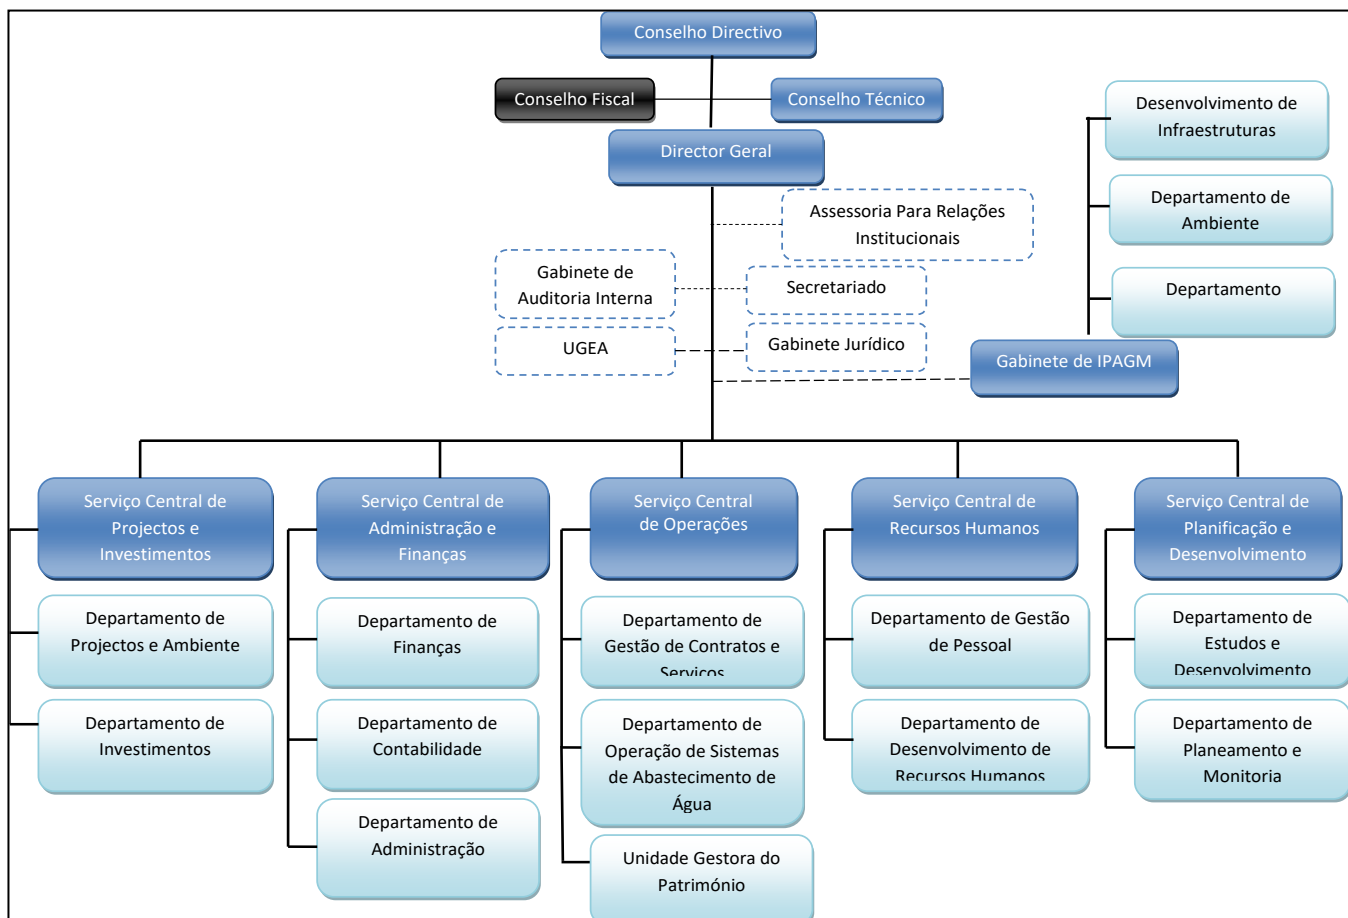 Conselho Directivo
Conselho Fiscal
Conselho Técnico
Director Geral
Desenvolvimento de
Infraestruturas
Departamento de
Ambiente
Departamento
Assessoria Para Relações
Institucionais
Gabinete de
Auditoria Interna
Secretariado
UGEA
Gabinete Jurídico
Gabinete de IPAGM
Serviço Central de
Projectos e
Investimentos
Departamento de
Projectos e Ambiente
Departamento de
Investimentos
Serviço Central de
Administração e
Finanças
Departamento de
Finanças
Departamento de
Contabilidade
Departamento de
Administração
Serviço Central
de Operações
Departamento de
Gestão de Contratos e
Serviços
Departamento de
Operação de Sistemas
de Abastecimento de
Água
Unidade Gestora do
Património
Serviço Central de
Recursos Humanos
Departamento de Gestão
de Pessoal
Departamento de
Desenvolvimento de
Recursos Humanos
Serviço Central de
Planificação e
Desenvolvimento
Departamento de
Estudos e
Desenvolvimento
Departamento de
Planeamento e
Monitoria